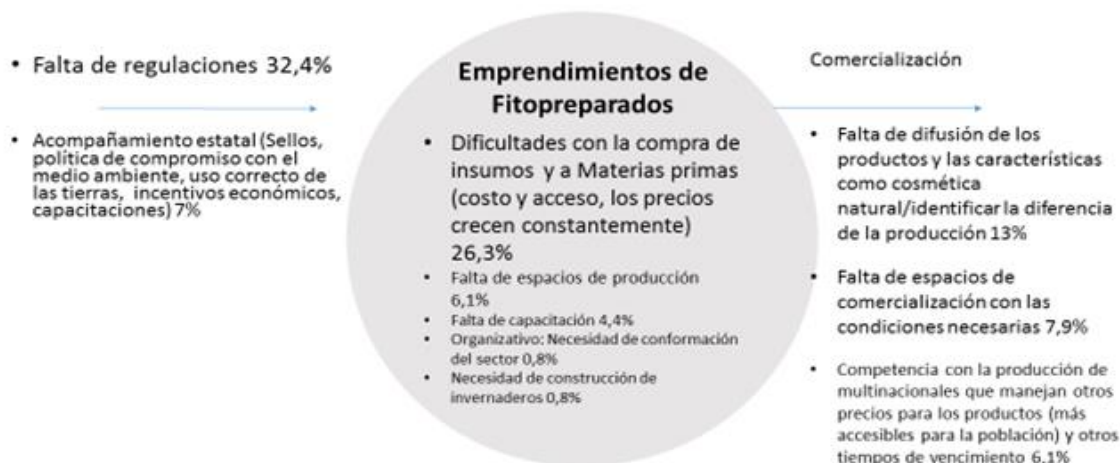 • Falta de regulaciones 32,4%
• Acompañamiento estatal (Sellos,
política de compromiso con el
medio ambiente, uso correcto de
las tierras, incentivos económicos,
capacitaciones) 7%
Emprendimientos de
Fitopreparados
• Dificultades con la compra de
insumos y a Materias primas
(costo y acceso, los precios
crecen constantemente)
26,3%
• Falta de espacios de producción
6,1%
• Falta de capacitación 4,4%
• Organizativo: Necesidad de conformación
del sector 0,8%
• Necesidad de construcción de
invernaderos 0,8%
Comercialización
• Falta de difusión de los
productos y las características
como cosmética
natural/identificar la diferencia
de la producción 13%
• Falta de espacios de
comercialización con las
condiciones necesarias 7,9%
• Competencia con la producción de
multinacionales que manejan otros
precios para los productos (más
accesibles para la población) y otros
tiempos de vencimiento 6,1%